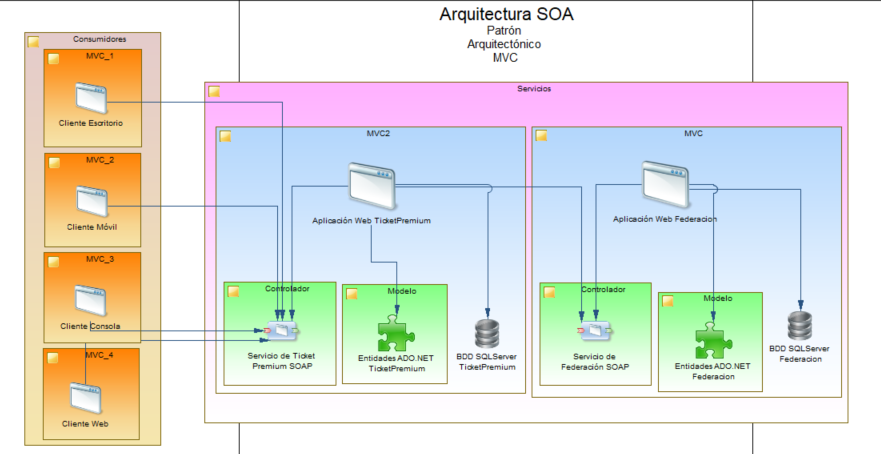 Arquitectura SOA
Patrón
Arquitectónico
MVC
Consumidores
MVC_1
Cliente Escritorio
MVC_2
Cliente Móvil
MVC_3
Cliente Consola
MVC_4
Cliente Web
Servicios
MVC2
Aplicación Web TicketPremium
Controlador
Servicio de Ticket
Premium SOAP
Modelo
Entidades ADO.NET
TicketPremium
BDD SQLServer
TicketPremium
MVC
Aplicación Web Federacion
Controlador
Servicio de
Federación SOAP
Modelo
Entidades ADO.NET
Federacion
BDD SQLServer
Federacion